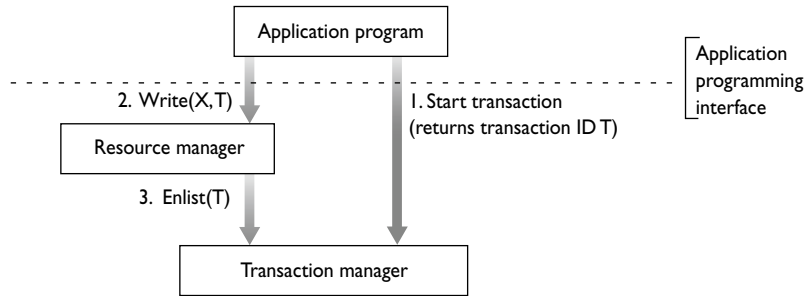 Application program
Application
programming
interface
2. Write(X,T)
1. Start transaction
(returns transaction ID T)
Resource manager
3. Enlist(T)
Transaction manager